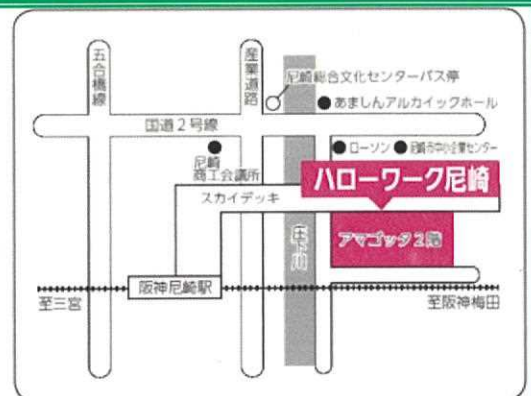 五合橋線
産業道路
尼崎総合文化センターバス停
あましんアルカイックホール
国道2号線
尼崎
商工会議所
ローソン
尼崎市中小企業センター
ハローワーク尼崎
スカイデッキ
庄下川
アマゴッタ2階
阪神尼崎駅
至三宮
至阪神梅田